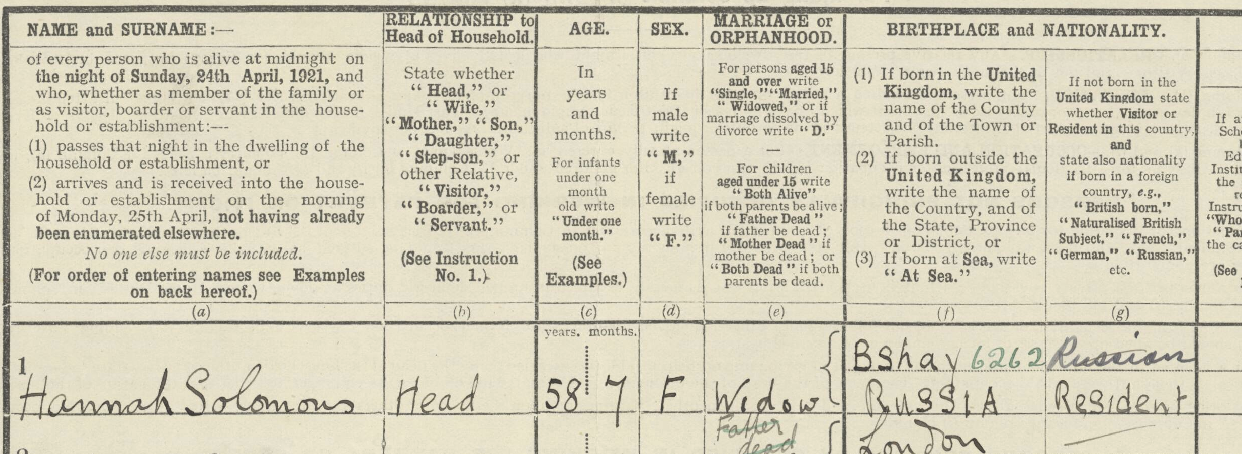 NAME and SURNAME :—
of every person who is alive at midnight on
the night of Sunday, 24th April, 1921, and
who, whether as member of the family or
as visitor, boarder or servant in the house-
hold or establishment:—
(1) passes that night in the dwelling of the
household or establishment, or
(2) arrives and is received into the house-
hold or establishment on the morning
of Monday, 25th April, not having already
been enumerated elsewhere.
No one else must be included.
(For order of entering names see Examples
on back hereof.)
(a)
RELATIONSHIP to
Head of Household.
State whether
"Head," or
"Wife,"
"Mother," "Son,"
"Daughter,"
"Step-son," or
other Relative,
"Visitor,"
"Boarder," or
"Servant."
(See Instruction
No. 1.)
(b)
AGE.
In
years
and
months.
For infants
under one
month
old write
"Under one
month."
(See
Examples.)
(c)
SEX.
If
male
write
"M,"
if
female
write
"F."
(d)
MARRIAGE or
ORPHANHOOD.
For persons aged 15
and over write
"Single," "Married,"
"Widowed," or if
marriage dissolved by
divorce write "D."
—
For children
aged under 15 write
"Both Alive"
if both parents be alive;
"Father Dead"
if father be dead;
"Mother Dead" if
mother be dead; or
"Both Dead" if both
parents be dead.
(e)
BIRTHPLACE and NATIONALITY.
(1) If born in the United
Kingdom, write the
name of the County
and of the Town or
Parish.
(2) If born outside the
United Kingdom,
write the name of
the Country, and of
the State, Province
or District, or
(3) If born at Sea, write
"At Sea."
(f)
If not born in the
United Kingdom state
whether Visitor or
Resident in this country,
and
state also nationality
if born in a foreign
country, e.g.,
"British born,"
"Naturalised British
Subject," "French,"
"German," "Russian,"
etc.
(g)
If a
Sch
Ed
Instit
the
Instru
"Who
"Par
the ca
(See
years. months.
1
Hannah Solomons
Head
58 7
F
Widow
Bshay 6262
RUSSIA
Russian
Resident
Father
dead
London